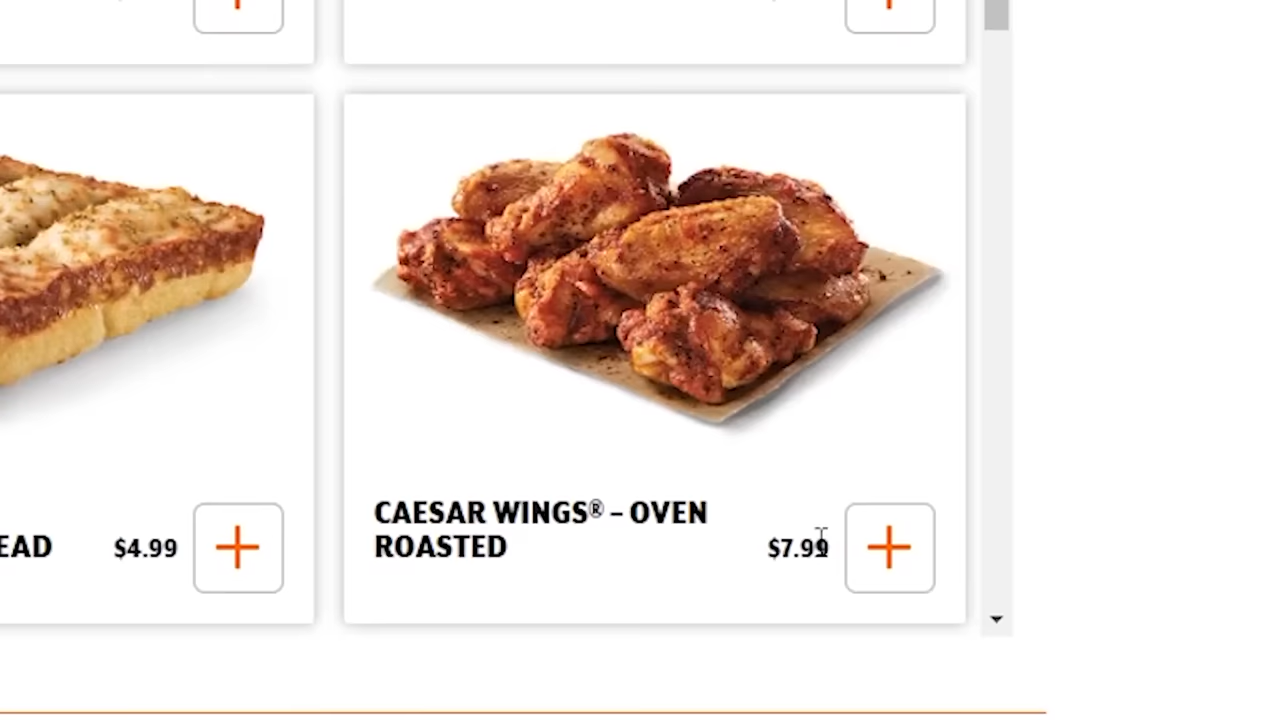 EAD
$4.99
CAESAR WINGS® – OVEN
ROASTED
$7.99